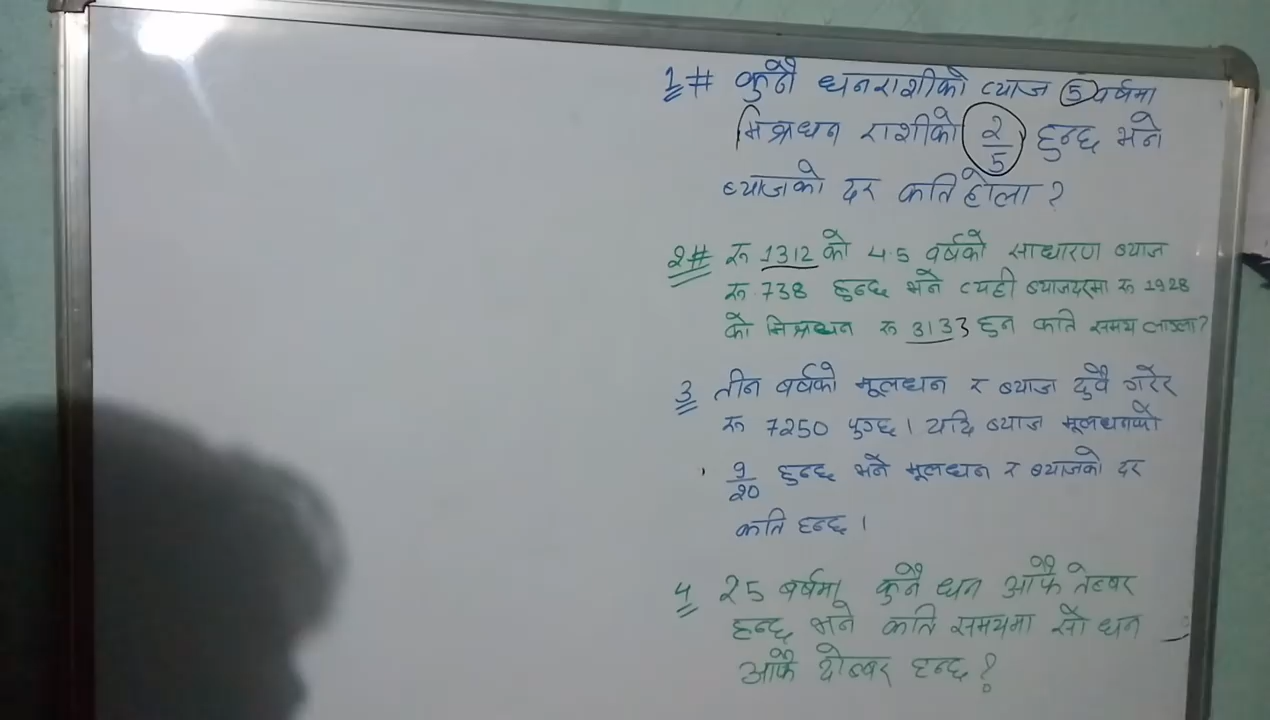 1# कुनै धनराशीको व्याज 5 वर्षमा
मिश्रधन राशीको 2/5 हुन्छ भने
ब्याजको दर कति होला ?
2# रू 1312 को 4.5 वर्षको साधारण ब्याज
रू 738 हुन्छ भने त्यही ब्याजदरमा रू 1928
को मिश्रधन रू 3133 हुन कति समय लाग्ला ?
3 तीन बर्षको मूलधन र ब्याज दुवै गरेर
रू 7250 पुग्छ । यदि ब्याज मूलधनको
9/20 हुन्छ भने मूलधन र ब्याजको दर
कति हुन्छ ।
4 25 बर्षमा कुनै धन आफै तेब्बर
हुन्छ भने कति समयमा सो धन
आफै दोब्बर हुन्छ ?